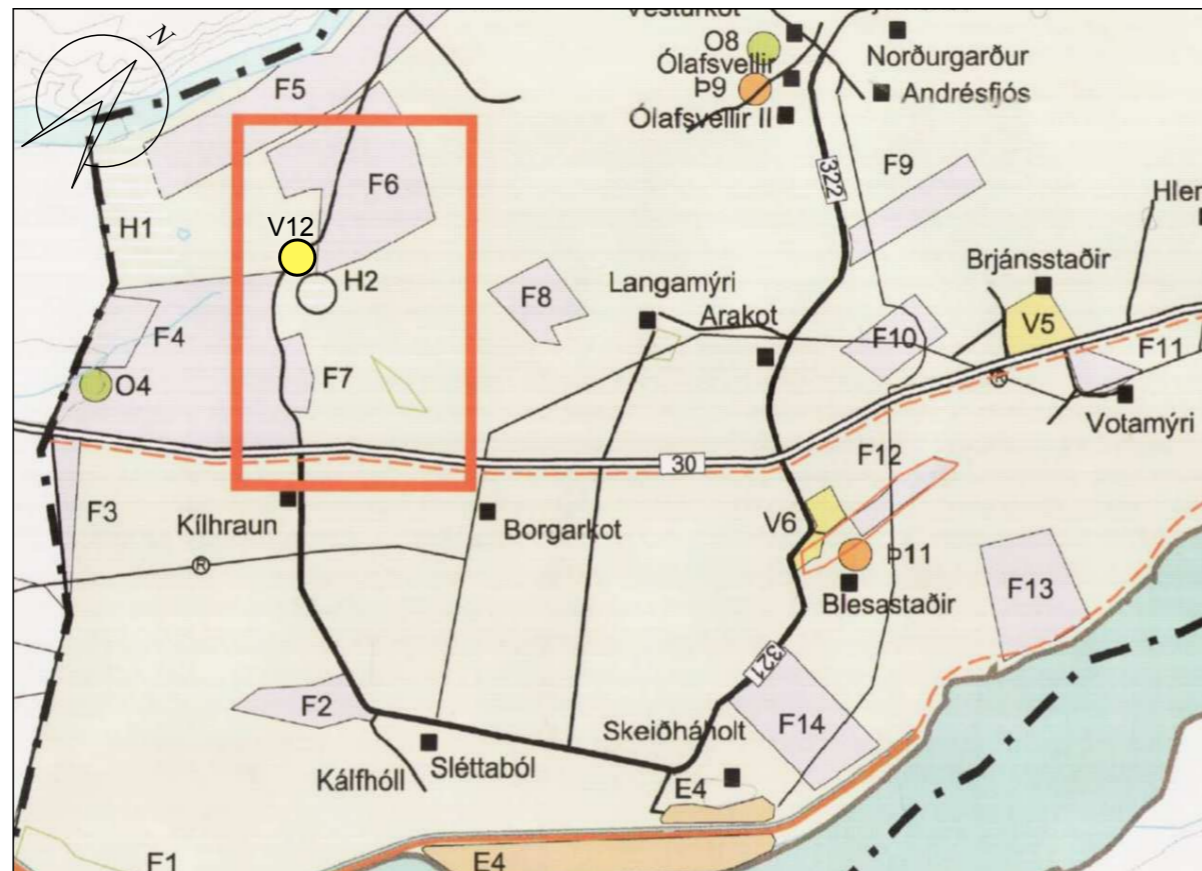 N
Vesturkot
O8
Norðurgarður
Ólafsvellir
F5
Þ9
Andrésfjós
Ólafsvellir II
322
F9
F6
H1
V12
H2
Brjánsstaðir
Langamýri
F8
Arakot
V5
F4
F10
F11
O4
F7
R
Votamýri
30
F12
F3
Kílhraun
Borgarkot
V6
Þ11
R
Blesastaðir
F13
321
F2
Skeiðháholt
F14
Kálfhóll
Sléttaból
E4
F1
E4